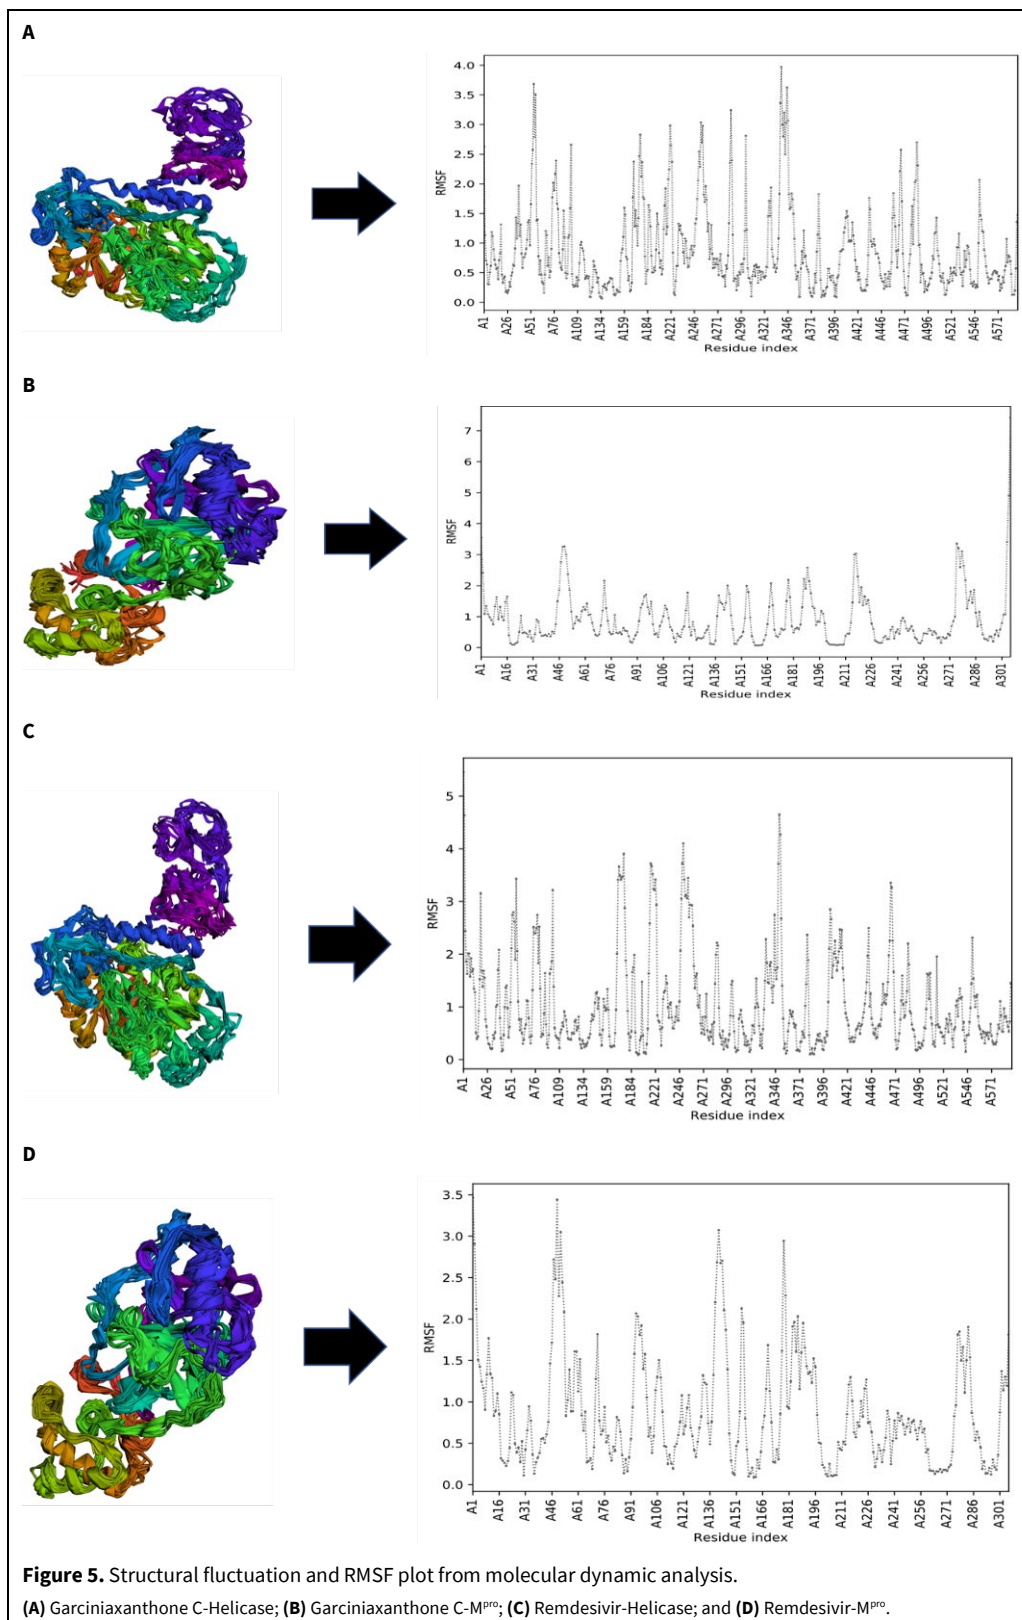 A
RMSF
4.0
3.5
3.0
2.5
2.0
1.5
1.0
0.5
0.0
A1 A26 A51 A76 A109 A134 A159 A184 A221 A246 A271 A296 A321 A346 A371 A396 A421 A446 A471 A496 A521 A546 A571
Residue index
B
RMSF
7
6
5
4
3
2
1
0
A1 A16 A31 A46 A61 A76 A91 A106 A121 A136 A151 A166 A181 A196 A211 A226 A241 A256 A271 A286 A301
Residue index
C
RMSF
5
4
3
2
1
0
A1 A26 A51 A76 A109 A134 A159 A184 A221 A246 A271 A296 A321 A346 A371 A396 A421 A446 A471 A496 A521 A546 A571
Residue index
D
RMSF
3.5
3.0
2.5
2.0
1.5
1.0
0.5
0.0
A1 A16 A31 A46 A61 A76 A91 A106 A121 A136 A151 A166 A181 A196 A211 A226 A241 A256 A271 A286 A301
Residue index
Figure 5. Structural fluctuation and RMSF plot from molecular dynamic analysis.
(A) Garciniaxanthone C-Helicase; (B) Garciniaxanthone C-Mᵖʳᵒ; (C) Remdesivir-Helicase; and (D) Remdesivir-Mᵖʳᵒ.